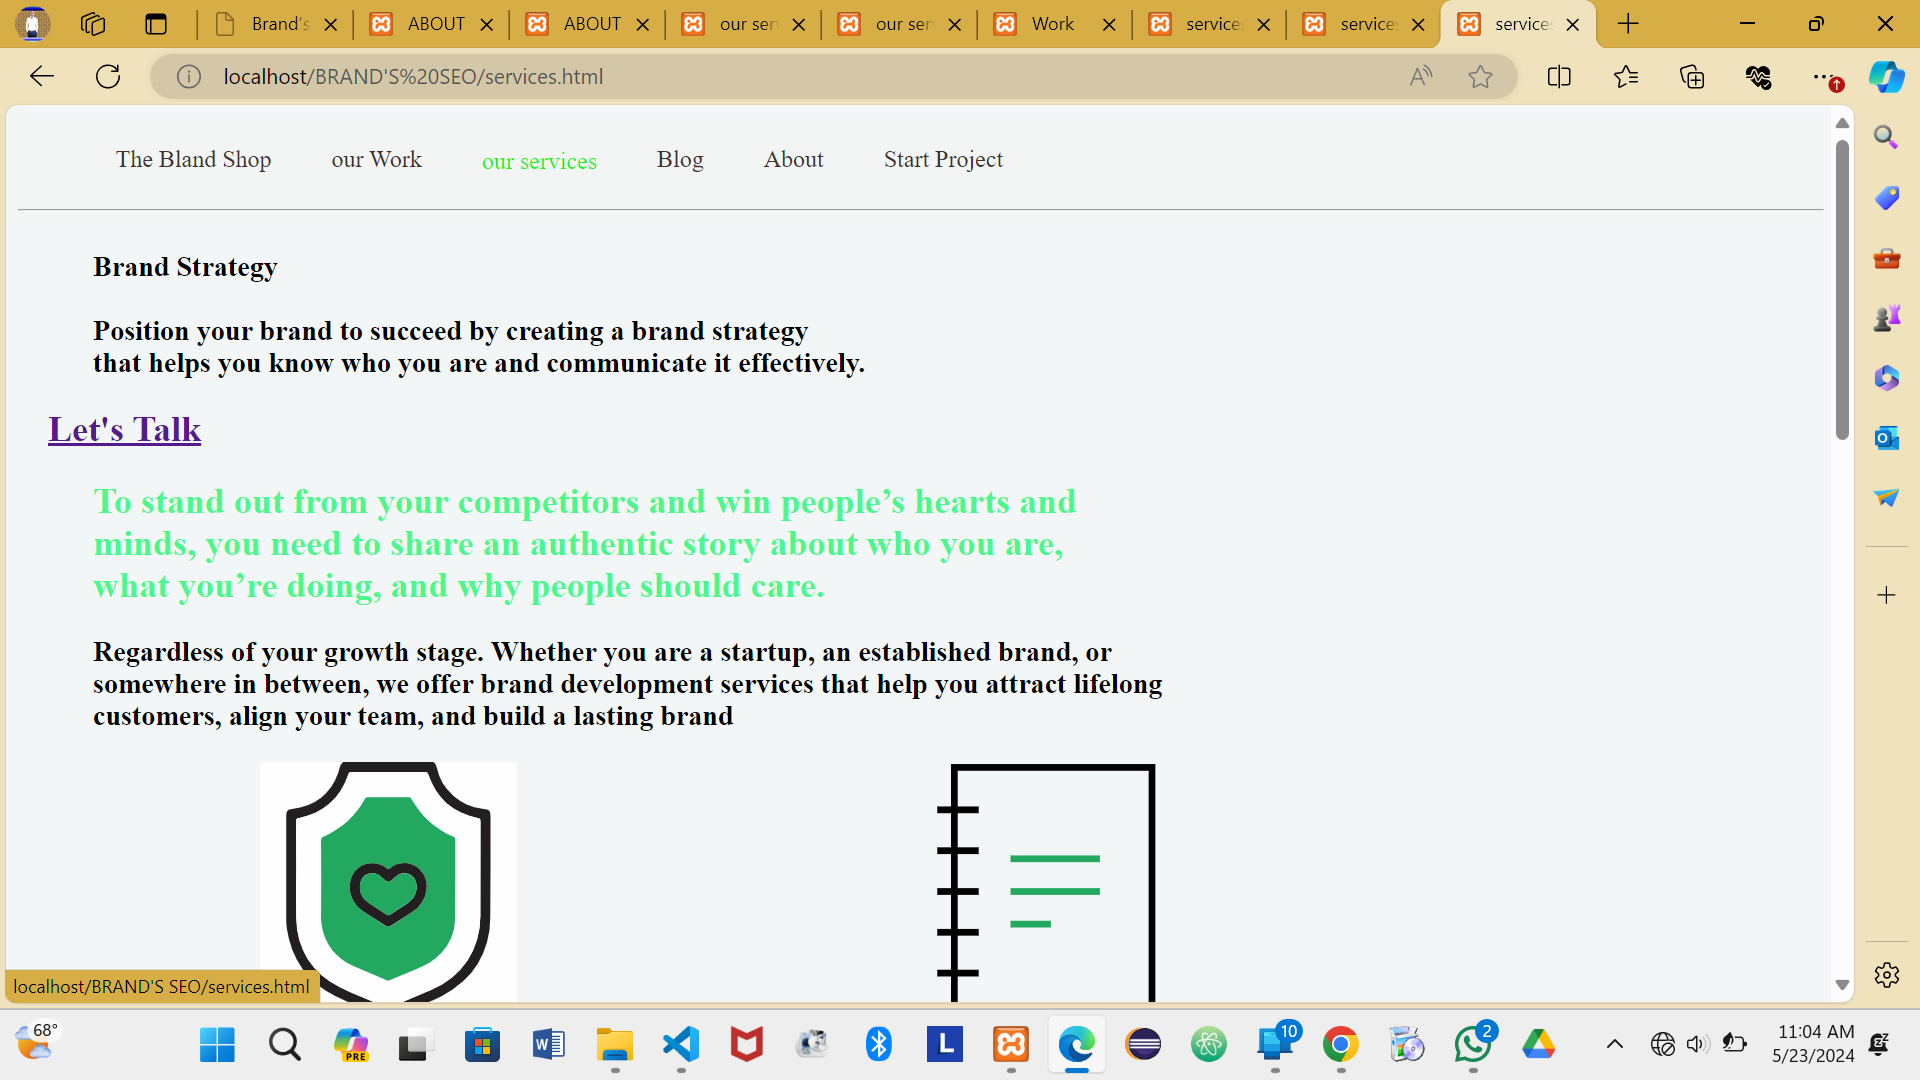 Brand's
ABOUT
ABOUT
our ser
our ser
Work
service
service
service
localhost/BRAND'S%20SEO/services.html
The Bland Shop
our Work
our services
Blog
About
Start Project
Brand Strategy
Position your brand to succeed by creating a brand strategy
that helps you know who you are and communicate it effectively.
Let's Talk
To stand out from your competitors and win people’s hearts and
minds, you need to share an authentic story about who you are,
what you’re doing, and why people should care.
Regardless of your growth stage. Whether you are a startup, an established brand, or
somewhere in between, we offer brand development services that help you attract lifelong
customers, align your team, and build a lasting brand
localhost/BRAND'S SEO/services.html
68°
PRE
W
L
10
2
11:04 AM
5/23/2024